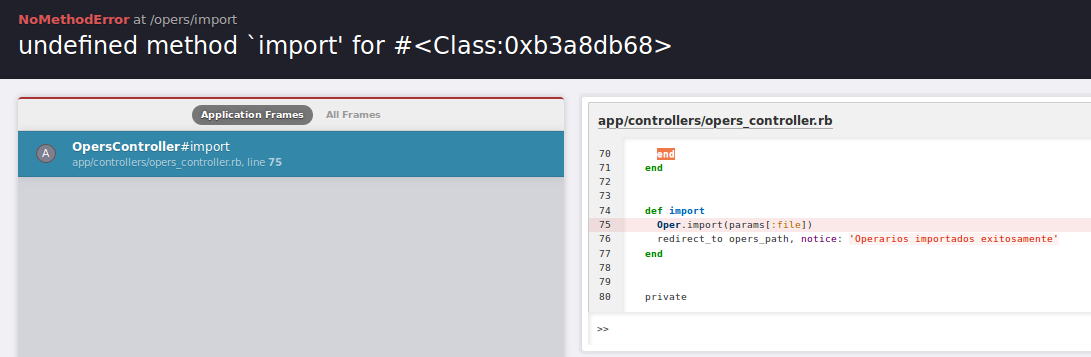 NoMethodError at /opers/import
undefined method `import' for #<Class:0xb3a8db68>
Application Frames All Frames
A
OpersController#import
app/controllers/opers_controller.rb, line 75
app/controllers/opers_controller.rb
70 end
71 end
72
73
74 def import
75 Oper.import(params[:file])
76 redirect_to opers_path, notice: 'Operarios importados exitosamente'
77 end
78
79
80 private
>>